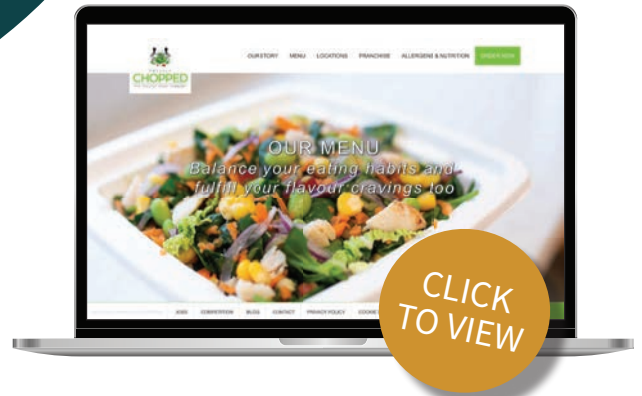 OUR STORY MENU LOCATIONS FRANCHISE ALLERGENS & NUTRITION ORDER NOW
CHOPPED
OUR MENU
Balance your eating habits and
fulfill your flavour cravings too
JOBS COMPETITION BLOG CONTACT PRIVACY POLICY COOKIE
CLICK
TO VIEW